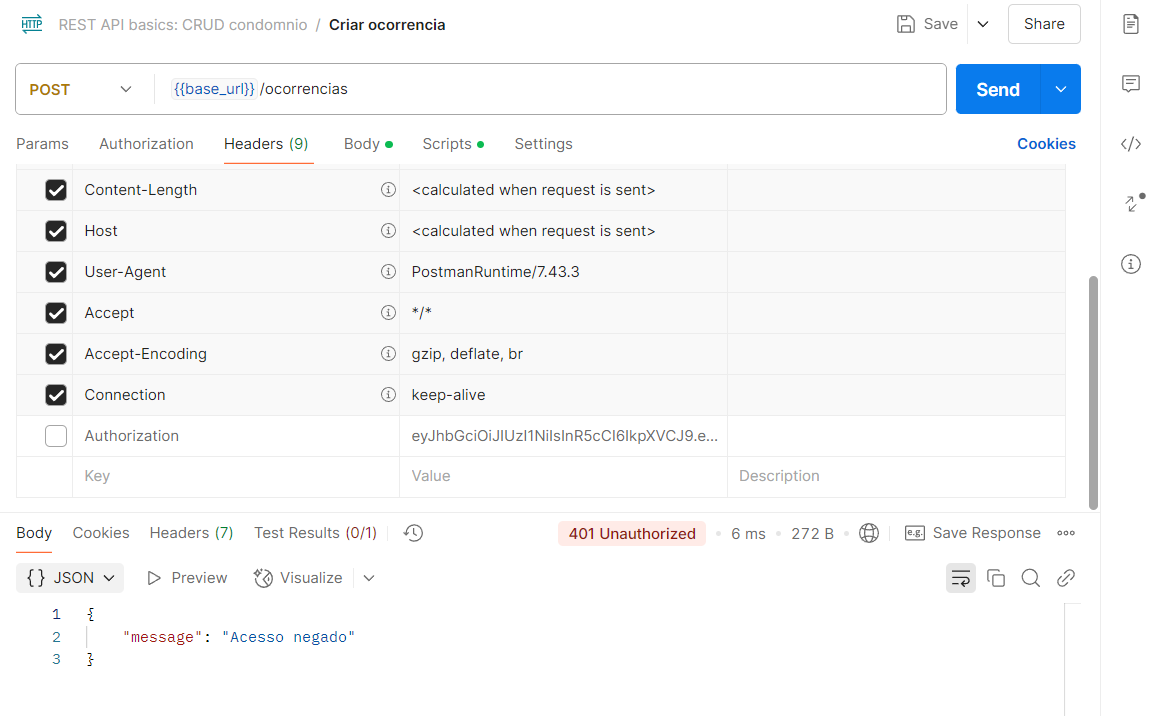 HTTP REST API basics: CRUD condomnio / Criar ocorrencia Save Share
POST {{base_url}} /ocorrencias Send
Params Authorization Headers (9) Body Scripts Settings Cookies
Content-Length <calculated when request is sent>
Host <calculated when request is sent>
User-Agent PostmanRuntime/7.43.3
Accept */*
Accept-Encoding gzip, deflate, br
Connection keep-alive
Authorization eyJhbGciOiJIUzI1NiIsInR5cCI6IkpXVCJ9.e...
Key Value Description
Body Cookies Headers (7) Test Results (0/1) 401 Unauthorized • 6 ms • 272 B • e.g. Save Response
{} JSON Preview Visualize
1 {
2 "message": "Acesso negado"
3 }